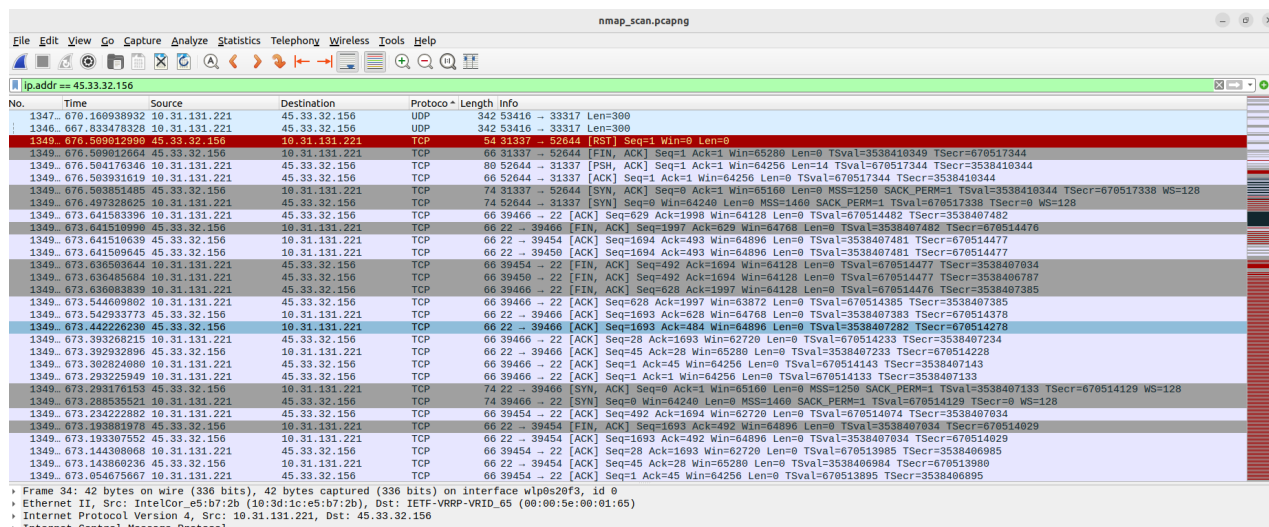 nmap_scan.pcapng
File Edit View Go Capture Analyze Statistics Telephony Wireless Tools Help
ip.addr == 45.33.32.156
No. Time Source Destination Protoco Length Info
1347… 670.160938932 10.31.131.221 45.33.32.156 UDP 342 53416 → 33317 Len=300
1346… 667.833478328 10.31.131.221 45.33.32.156 UDP 342 53416 → 33317 Len=300
1349… 676.509012990 45.33.32.156 10.31.131.221 TCP 54 31337 → 52644 [RST] Seq=1 Win=0 Len=0
1349… 676.509012664 45.33.32.156 10.31.131.221 TCP 66 31337 → 52644 [FIN, ACK] Seq=1 Ack=1 Win=65280 Len=0 TSval=3538410349 TSecr=670517344
1349… 676.504176346 10.31.131.221 45.33.32.156 TCP 80 52644 → 31337 [PSH, ACK] Seq=1 Ack=1 Win=64256 Len=14 TSval=670517344 TSecr=3538410344
1349… 676.503931619 10.31.131.221 45.33.32.156 TCP 66 52644 → 31337 [ACK] Seq=1 Ack=1 Win=64256 Len=0 TSval=670517344 TSecr=3538410344
1349… 676.503851485 45.33.32.156 10.31.131.221 TCP 74 31337 → 52644 [SYN, ACK] Seq=0 Ack=1 Win=65160 Len=0 MSS=1250 SACK_PERM=1 TSval=3538410344 TSecr=670517338 WS=128
1349… 676.497328625 10.31.131.221 45.33.32.156 TCP 74 52644 → 31337 [SYN] Seq=0 Win=64240 Len=0 MSS=1460 SACK_PERM=1 TSval=670517338 TSecr=0 WS=128
1349… 673.641583396 10.31.131.221 45.33.32.156 TCP 66 39466 → 22 [ACK] Seq=629 Ack=1998 Win=64128 Len=0 TSval=670514482 TSecr=3538407482
1349… 673.641510990 45.33.32.156 10.31.131.221 TCP 66 22 → 39466 [FIN, ACK] Seq=1997 Ack=629 Win=64768 Len=0 TSval=3538407482 TSecr=670514476
1349… 673.641510639 45.33.32.156 10.31.131.221 TCP 66 22 → 39454 [ACK] Seq=1694 Ack=493 Win=64896 Len=0 TSval=3538407481 TSecr=670514477
1349… 673.641509645 45.33.32.156 10.31.131.221 TCP 66 22 → 39450 [ACK] Seq=1694 Ack=493 Win=64896 Len=0 TSval=3538407481 TSecr=670514477
1349… 673.636503644 10.31.131.221 45.33.32.156 TCP 66 39454 → 22 [FIN, ACK] Seq=492 Ack=1694 Win=64128 Len=0 TSval=670514477 TSecr=3538407034
1349… 673.636485684 10.31.131.221 45.33.32.156 TCP 66 39450 → 22 [FIN, ACK] Seq=492 Ack=1694 Win=64128 Len=0 TSval=670514477 TSecr=3538406787
1349… 673.636083839 10.31.131.221 45.33.32.156 TCP 66 39466 → 22 [FIN, ACK] Seq=628 Ack=1997 Win=64128 Len=0 TSval=670514476 TSecr=3538407385
1349… 673.544609802 10.31.131.221 45.33.32.156 TCP 66 39466 → 22 [ACK] Seq=628 Ack=1997 Win=63872 Len=0 TSval=670514385 TSecr=3538407385
1349… 673.542933773 45.33.32.156 10.31.131.221 TCP 66 22 → 39466 [ACK] Seq=1693 Ack=628 Win=64768 Len=0 TSval=3538407383 TSecr=670514378
1349… 673.442226230 45.33.32.156 10.31.131.221 TCP 66 22 → 39466 [ACK] Seq=1693 Ack=484 Win=64896 Len=0 TSval=3538407282 TSecr=670514278
1349… 673.393268215 10.31.131.221 45.33.32.156 TCP 66 39466 → 22 [ACK] Seq=28 Ack=1693 Win=62720 Len=0 TSval=670514233 TSecr=3538407234
1349… 673.392932896 45.33.32.156 10.31.131.221 TCP 66 22 → 39466 [ACK] Seq=45 Ack=28 Win=65280 Len=0 TSval=3538407233 TSecr=670514228
1349… 673.392824080 10.31.131.221 45.33.32.156 TCP 66 39466 → 22 [ACK] Seq=1 Ack=45 Win=64256 Len=0 TSval=670514143 TSecr=3538407143
1349… 673.293225949 10.31.131.221 45.33.32.156 TCP 66 39466 → 22 [ACK] Seq=1 Ack=1 Win=64256 Len=0 TSval=670514133 TSecr=3538407133
1349… 673.293176153 45.33.32.156 10.31.131.221 TCP 74 22 → 39466 [SYN, ACK] Seq=0 Ack=1 Win=65160 Len=0 MSS=1250 SACK_PERM=1 TSval=3538407133 TSecr=670514129 WS=128
1349… 673.288535521 10.31.131.221 45.33.32.156 TCP 74 39466 → 22 [SYN] Seq=0 Win=64240 Len=0 MSS=1460 SACK_PERM=1 TSval=670514129 TSecr=0 WS=128
1349… 673.234222882 10.31.131.221 45.33.32.156 TCP 66 39454 → 22 [ACK] Seq=492 Ack=1694 Win=62720 Len=0 TSval=670514074 TSecr=3538407034
1349… 673.193881978 45.33.32.156 10.31.131.221 TCP 66 22 → 39454 [FIN, ACK] Seq=1693 Ack=492 Win=64896 Len=0 TSval=3538407034 TSecr=670514029
1349… 673.193307552 45.33.32.156 10.31.131.221 TCP 66 22 → 39454 [ACK] Seq=1693 Ack=492 Win=64896 Len=0 TSval=3538407034 TSecr=670514029
1349… 673.144308068 10.31.131.221 45.33.32.156 TCP 66 39454 → 22 [ACK] Seq=28 Ack=1693 Win=62720 Len=0 TSval=670513985 TSecr=3538406985
1349… 673.143860236 45.33.32.156 10.31.131.221 TCP 66 22 → 39454 [ACK] Seq=45 Ack=28 Win=65280 Len=0 TSval=3538406984 TSecr=670513980
1349… 673.054675667 10.31.131.221 45.33.32.156 TCP 66 39454 → 22 [ACK] Seq=1 Ack=45 Win=64256 Len=0 TSval=670513895 TSecr=3538406895
Frame 34: 42 bytes on wire (336 bits), 42 bytes captured (336 bits) on interface wlp0s20f3, id 0
Ethernet II, Src: IntelCor_e5:b7:2b (10:3d:1c:e5:b7:2b), Dst: IETF-VRRP-VRID_65 (00:00:5e:00:01:65)
Internet Protocol Version 4, Src: 10.31.131.221, Dst: 45.33.32.156
Internet Control Message Protocol